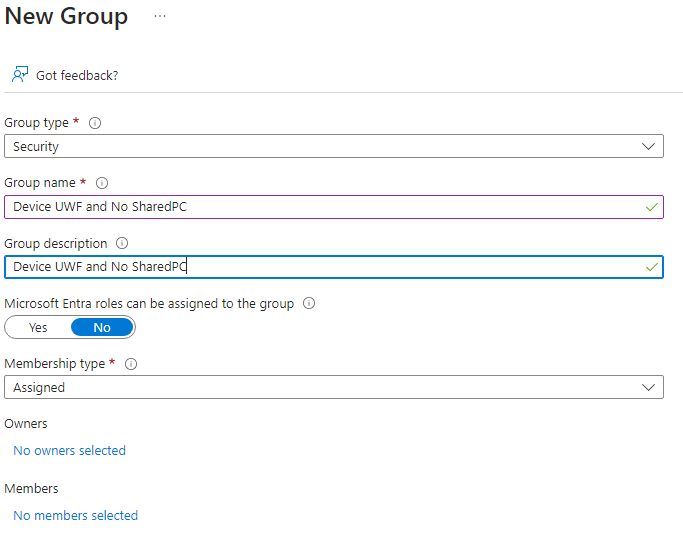 New Group ...
Got feedback?
Group type *
Security
Group name *
Device UWF and No SharedPC
Group description
Device UWF and No SharedPC
Microsoft Entra roles can be assigned to the group
Yes No
Membership type *
Assigned
Owners
No owners selected
Members
No members selected